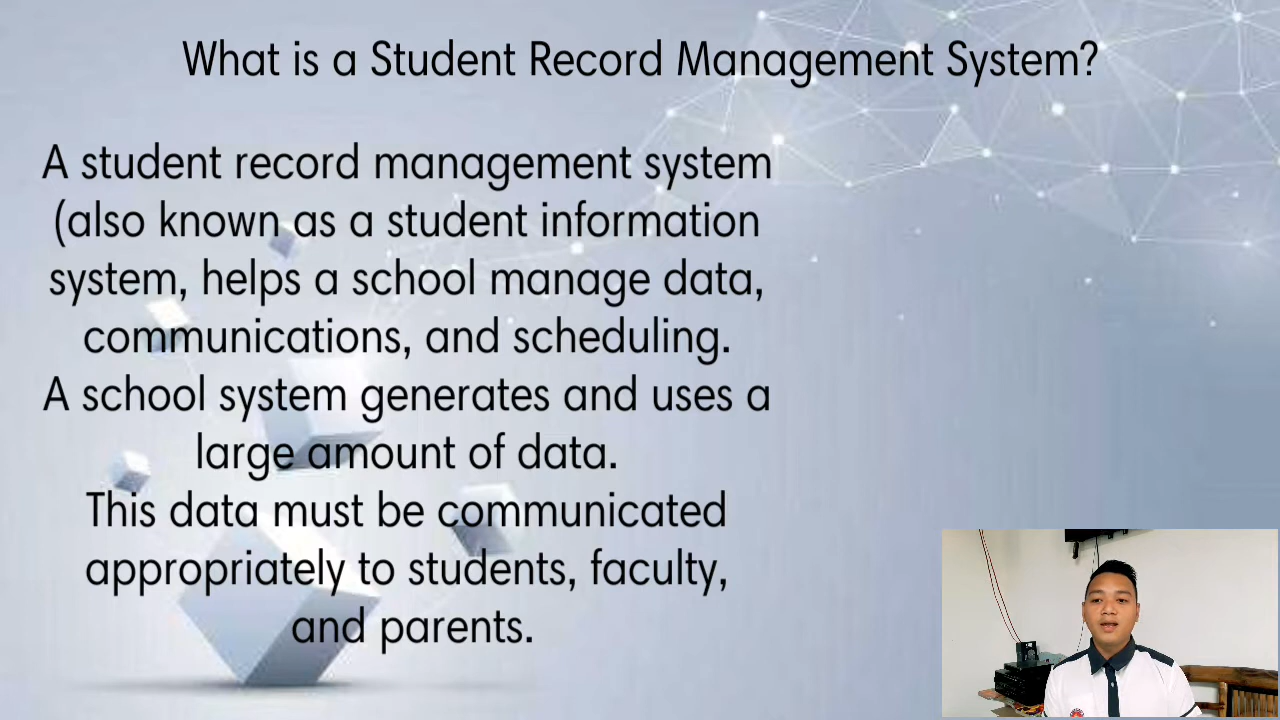 What is a Student Record Management System?
A student record management system
(also known as a student information
system, helps a school manage data,
communications, and scheduling.
A school system generates and uses a
large amount of data.
This data must be communicated
appropriately to students, faculty,
and parents.